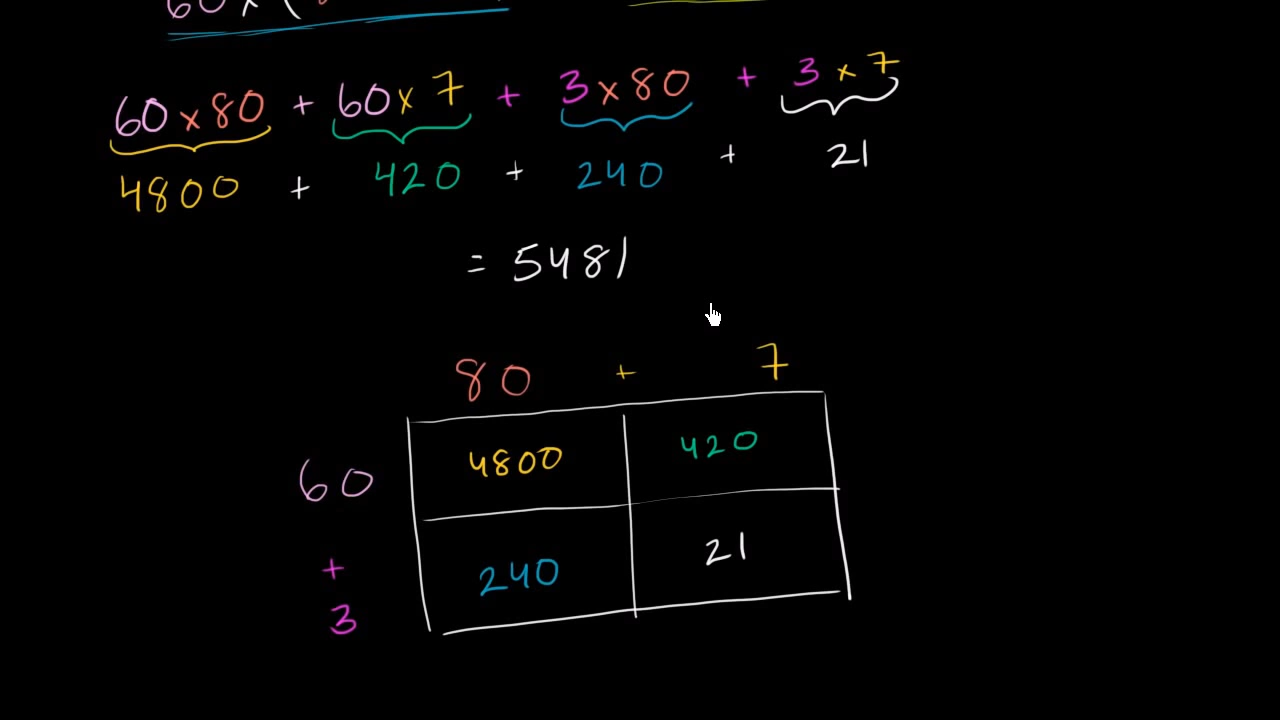 60 × (
60 × 80 + 60 × 7 + 3 × 80 + 3 × 7
4800 + 420 + 240 + 21
= 5481
80 + 7
60 4800 420
+
3 240 21